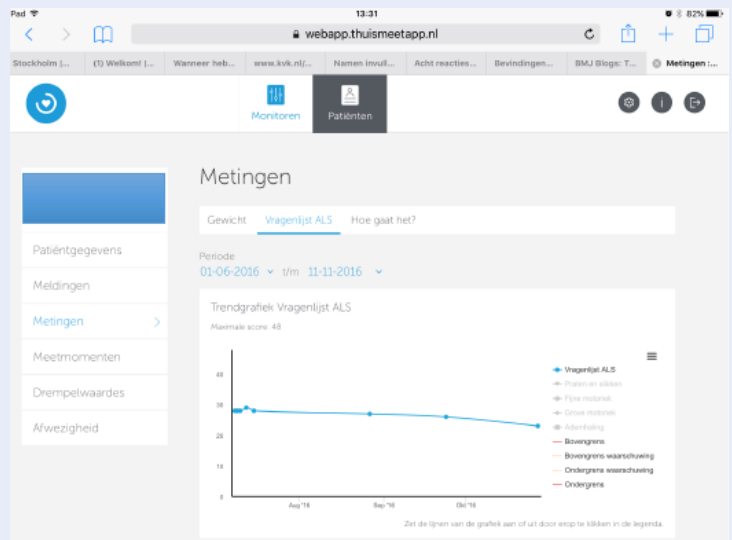 Pad 13:31 82%
webapp.thuismeetapp.nl
Stockholm |... (1) Welkom! |... Wanneer heb... www.kvk.nl/... Namen invull... Acht reacties... Bevindingen... BMJ Blogs: T... Metingen :...
Monitoren Patiënten
Metingen
Gewicht Vragenlijst ALS Hoe gaat het?
Patiëntgegevens
Meldingen
Metingen
Meetmomenten
Drempelwaardes
Afwezigheid
Periode
01-06-2016 t/m 11-11-2016
Trendgrafiek Vragenlijst ALS
Maximale score: 48
Vragenlijst ALS
Praten en slikken
Fijne motoriek
Grove motoriek
Ademhaling
Bovengrens
Bovengrens waarschuwing
Ondergrens waarschuwing
Ondergrens
0
Aug '16 Sep '16 Okt '16
Zet de lijnen van de grafiek aan of uit door erop te klikken in de legenda.